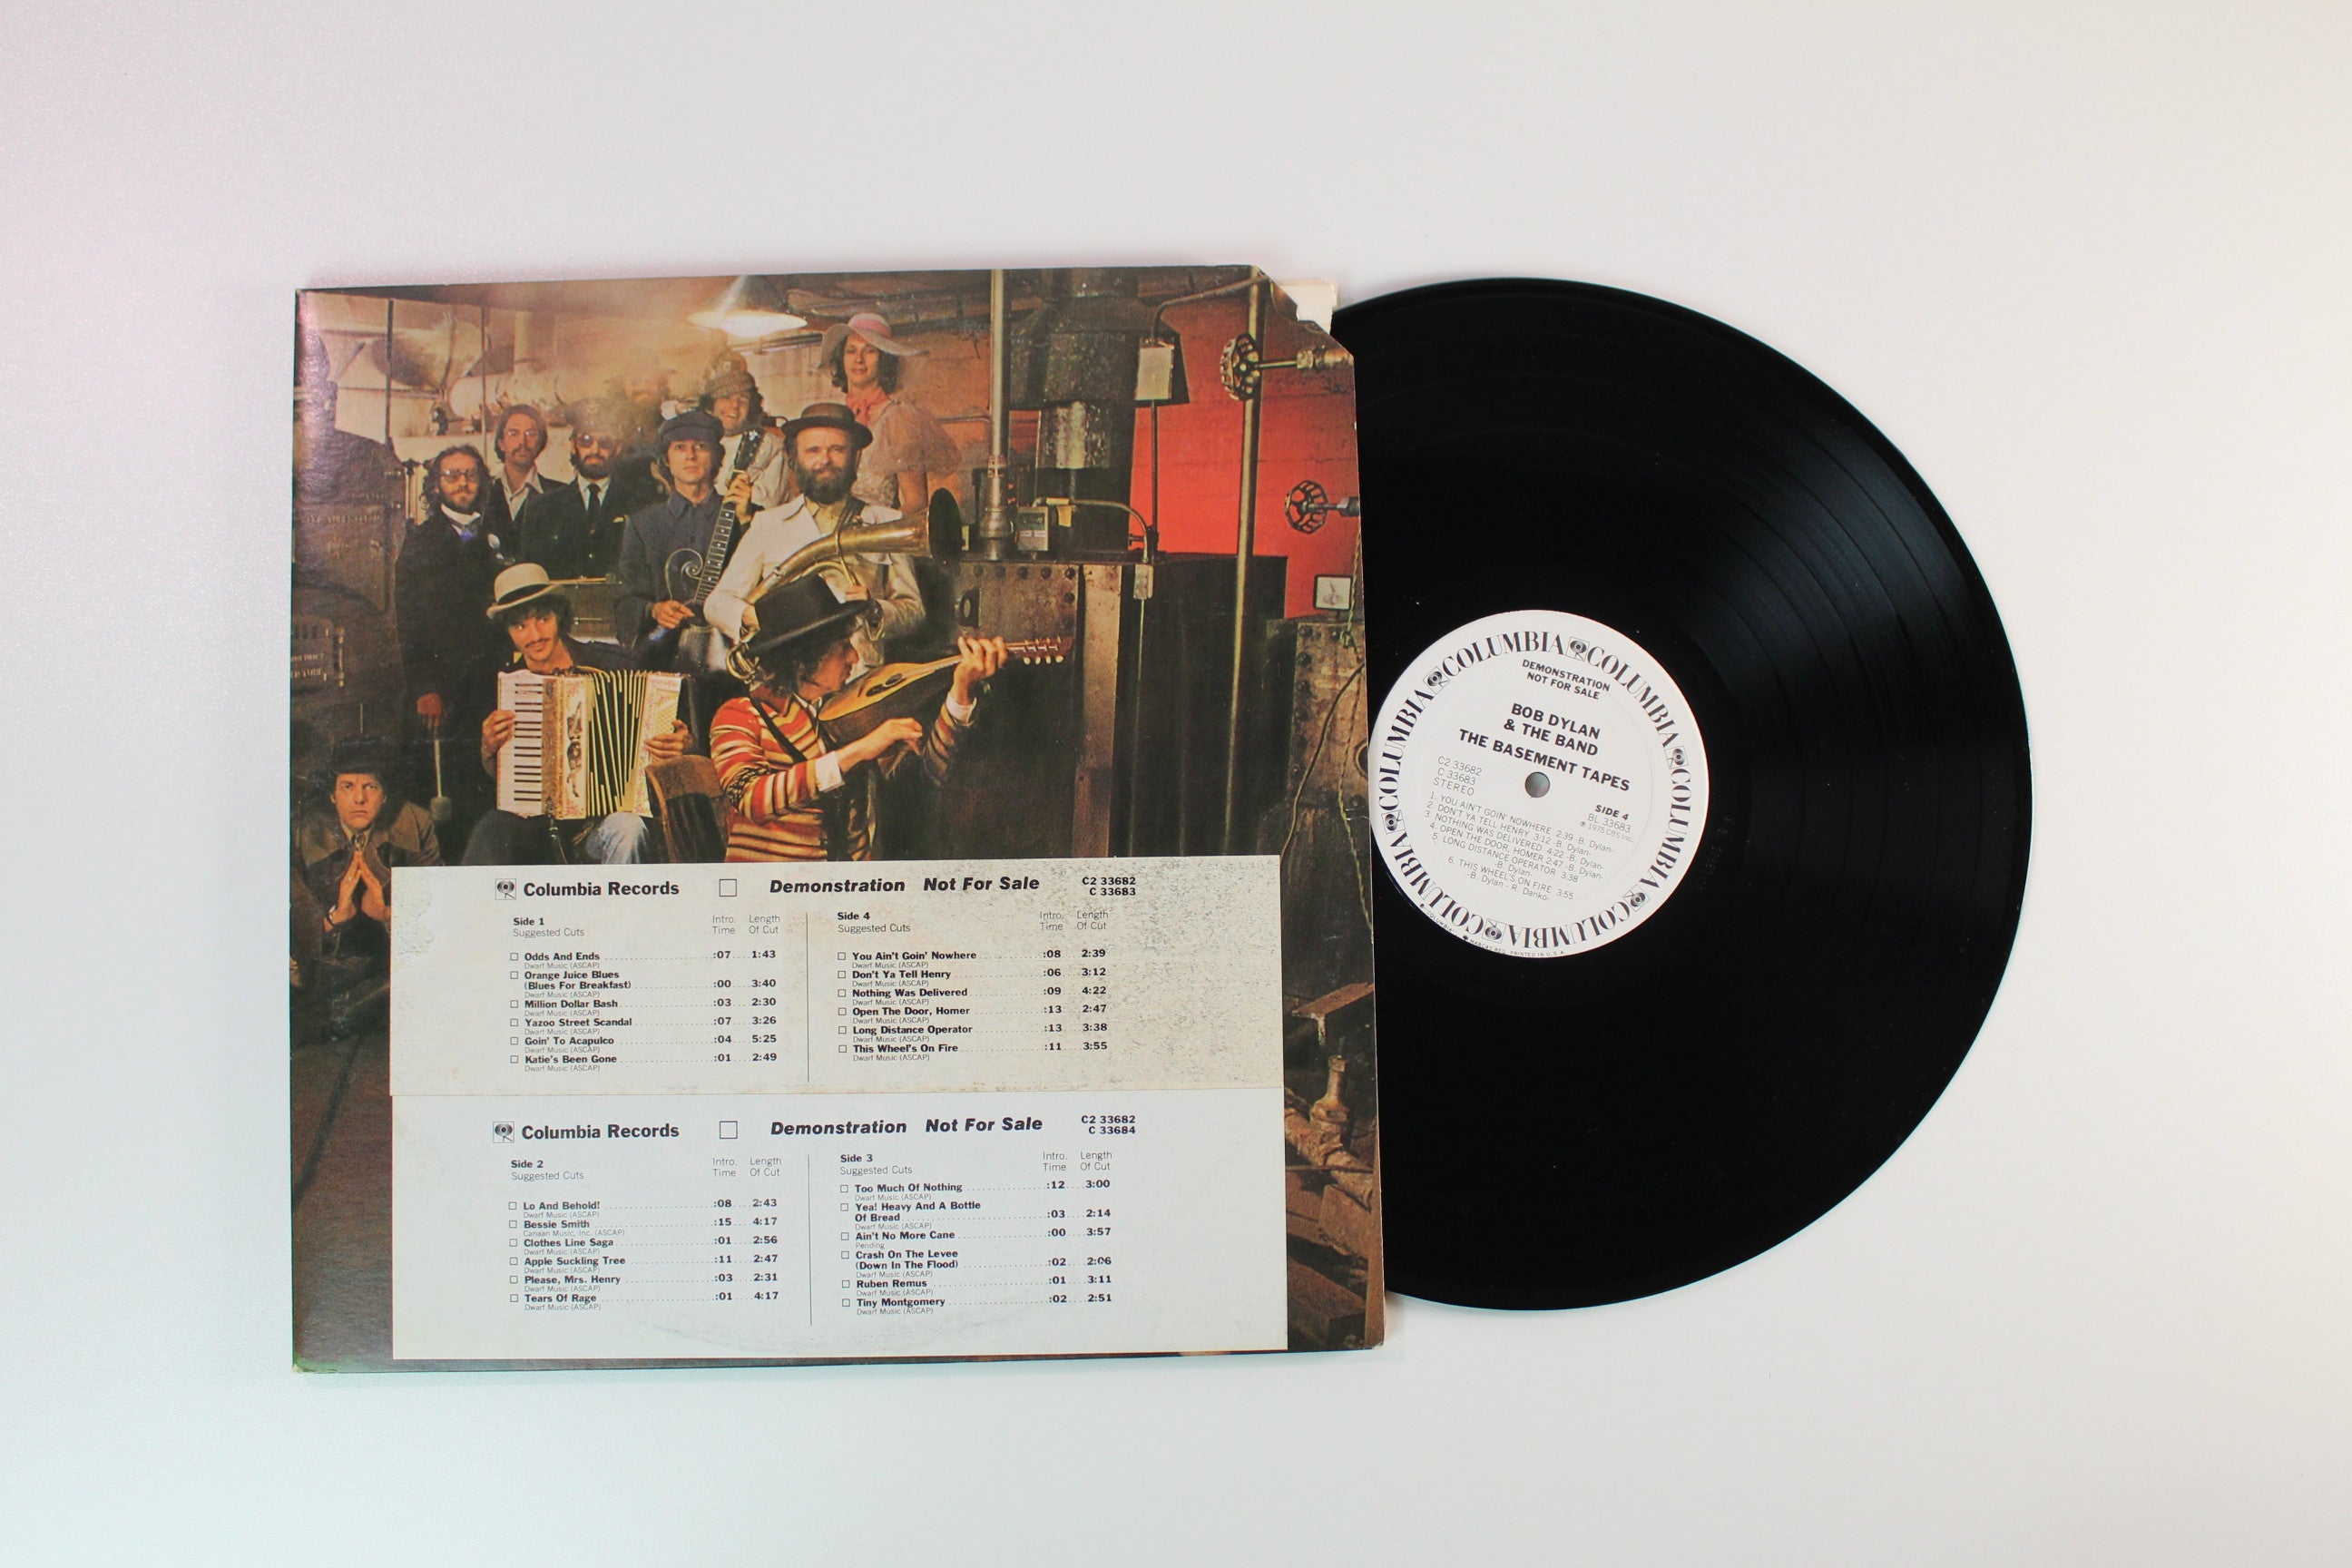 Columbia Records □ Demonstration Not For Sale C2 33682
C 33683
Side 1 Intro. Length
Suggested Cuts Time Of Cut
□ Odds And Ends :07 1:43
Dwarf Music (ASCAP)
□ Orange Juice Blues
(Blues For Breakfast) :00 3:40
Dwarf Music (ASCAP)
□ Million Dollar Bash :03 2:30
Dwarf Music (ASCAP)
□ Yazoo Street Scandal :07 3:26
Dwarf Music (ASCAP)
□ Goin' To Acapulco :04 5:25
Dwarf Music (ASCAP)
□ Katie's Been Gone :01 2:49
Dwarf Music (ASCAP)
Side 4 Intro. Length
Suggested Cuts Time Of Cut
□ You Ain't Goin' Nowhere :08 2:39
Dwarf Music (ASCAP)
□ Don't Ya Tell Henry :06 3:12
Dwarf Music (ASCAP)
□ Nothing Was Delivered :09 4:22
Dwarf Music (ASCAP)
□ Open The Door, Homer :13 2:47
Dwarf Music (ASCAP)
□ Long Distance Operator :13 3:38
Dwarf Music (ASCAP)
□ This Wheel's On Fire :11 3:55
Dwarf Music (ASCAP)
Columbia Records □ Demonstration Not For Sale C2 33682
C 33684
Side 2 Intro. Length
Suggested Cuts Time Of Cut
□ Lo And Behold! :08 2:43
Dwarf Music (ASCAP)
□ Bessie Smith :15 4:17
Canaan Music, Inc. (ASCAP)
□ Clothes Line Saga :01 2:56
Dwarf Music (ASCAP)
□ Apple Suckling Tree :11 2:47
Dwarf Music (ASCAP)
□ Please, Mrs. Henry :03 2:31
Dwarf Music (ASCAP)
□ Tears Of Rage :01 4:17
Dwarf Music (ASCAP)
Side 3 Intro. Length
Suggested Cuts Time Of Cut
□ Too Much Of Nothing :12 3:00
Dwarf Music (ASCAP)
□ Yea! Heavy And A Bottle
Of Bread :03 2:14
Dwarf Music (ASCAP)
□ Ain't No More Cane :00 3:57
Pending
□ Crash On The Levee
(Down In The Flood) :02 2:06
Dwarf Music (ASCAP)
□ Ruben Remus :01 3:11
Dwarf Music (ASCAP)
□ Tiny Montgomery :02 2:51
Dwarf Music (ASCAP)
COLUMBIA COLUMBIA COLUMBIA COLUMBIA COLUMBIA COLUMBIA COLUMBIA
DEMONSTRATION
NOT FOR SALE
BOB DYLAN
& THE BAND
THE BASEMENT TAPES
C2 33682
C 33683
STEREO
SIDE 4
BL 33683
℗ 1975 CBS Inc.
1. YOU AIN'T GOIN' NOWHERE 2:39 -B. Dylan-
2. DON'T YA TELL HENRY 3:12 -B. Dylan-
3. NOTHING WAS DELIVERED 4:22 -B. Dylan-
4. OPEN THE DOOR, HOMER 2:47 -B. Dylan-
5. LONG DISTANCE OPERATOR 3:38
-B. Dylan-
6. THIS WHEEL'S ON FIRE 3:55
-B. Dylan - R. Danko-
PRINTED IN U.S.A.